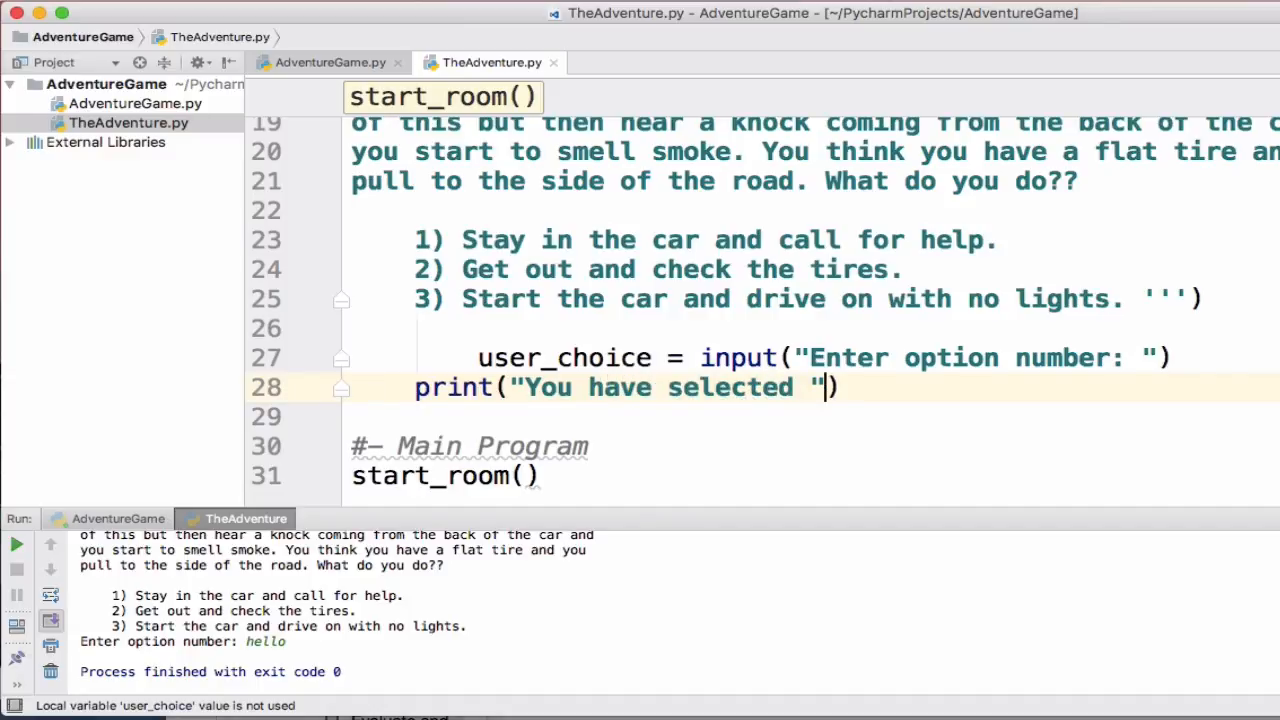 TheAdventure.py - AdventureGame - [~/PycharmProjects/AdventureGame]
AdventureGame TheAdventure.py
Project AdventureGame.py TheAdventure.py
AdventureGame ~/Pycharm
AdventureGame.py
TheAdventure.py
External Libraries
start_room()
19 of this but then hear a knock coming from the back of the c
20 you start to smell smoke. You think you have a flat tire an
21 pull to the side of the road. What do you do??
22
23 1) Stay in the car and call for help.
24 2) Get out and check the tires.
25 3) Start the car and drive on with no lights. ''')
26
27 user_choice = input("Enter option number: ")
28 print("You have selected ")
29
30 #- Main Program
31 start_room()
Run: AdventureGame TheAdventure
of this but then hear a knock coming from the back of the car and
you start to smell smoke. You think you have a flat tire and you
pull to the side of the road. What do you do??
1) Stay in the car and call for help.
2) Get out and check the tires.
3) Start the car and drive on with no lights.
Enter option number: hello
Process finished with exit code 0
Local variable 'user_choice' value is not used
Evaluate and